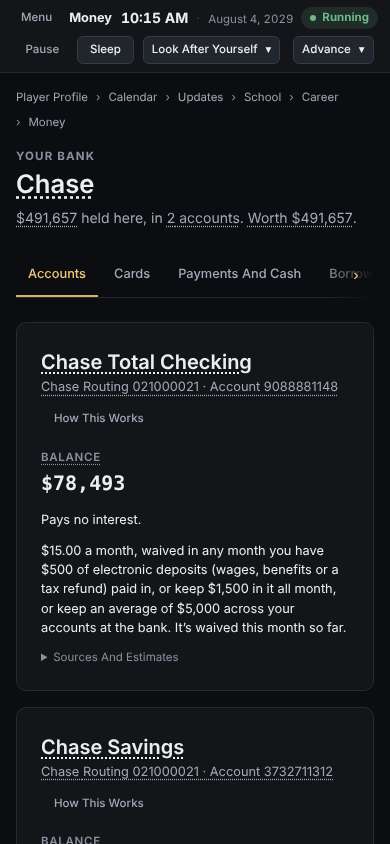 Menu Money 10:15 AM · August 4, 2029 Running
Pause Sleep Look After Yourself ▾ Advance ▾
Player Profile › Calendar › Updates › School › Career
› Money
YOUR BANK
Chase
$491,657 held here, in 2 accounts. Worth $491,657.
Accounts Cards Payments And Cash Borrow ›
Chase Total Checking
Chase Routing 021000021 · Account 9088881148
How This Works
BALANCE
$78,493
Pays no interest.
$15.00 a month, waived in any month you have
$500 of electronic deposits (wages, benefits or a
tax refund) paid in, or keep $1,500 in it all month,
or keep an average of $5,000 across your
accounts at the bank. It’s waived this month so far.
▶ Sources And Estimates
Chase Savings
Chase Routing 021000021 · Account 3732711312
How This Works
BALANCE